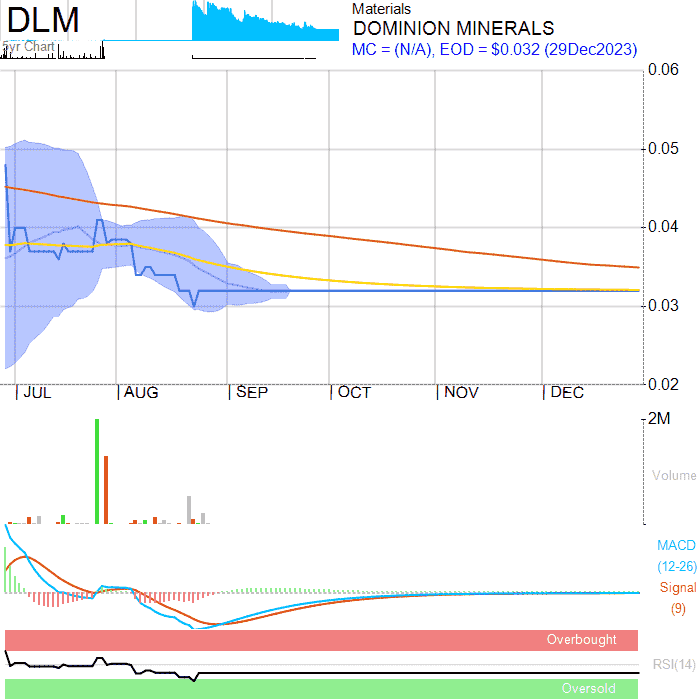 DLM
Materials
DOMINION MINERALS
MC = (N/A), EOD = $0.032 (29Dec2023)
5yr Chart
0.06
0.05
0.04
0.03
0.02
JUL AUG SEP OCT NOV DEC
2M
Volume
MACD
(12-26)
Signal
(9)
Overbought
RSI(14)
Oversold